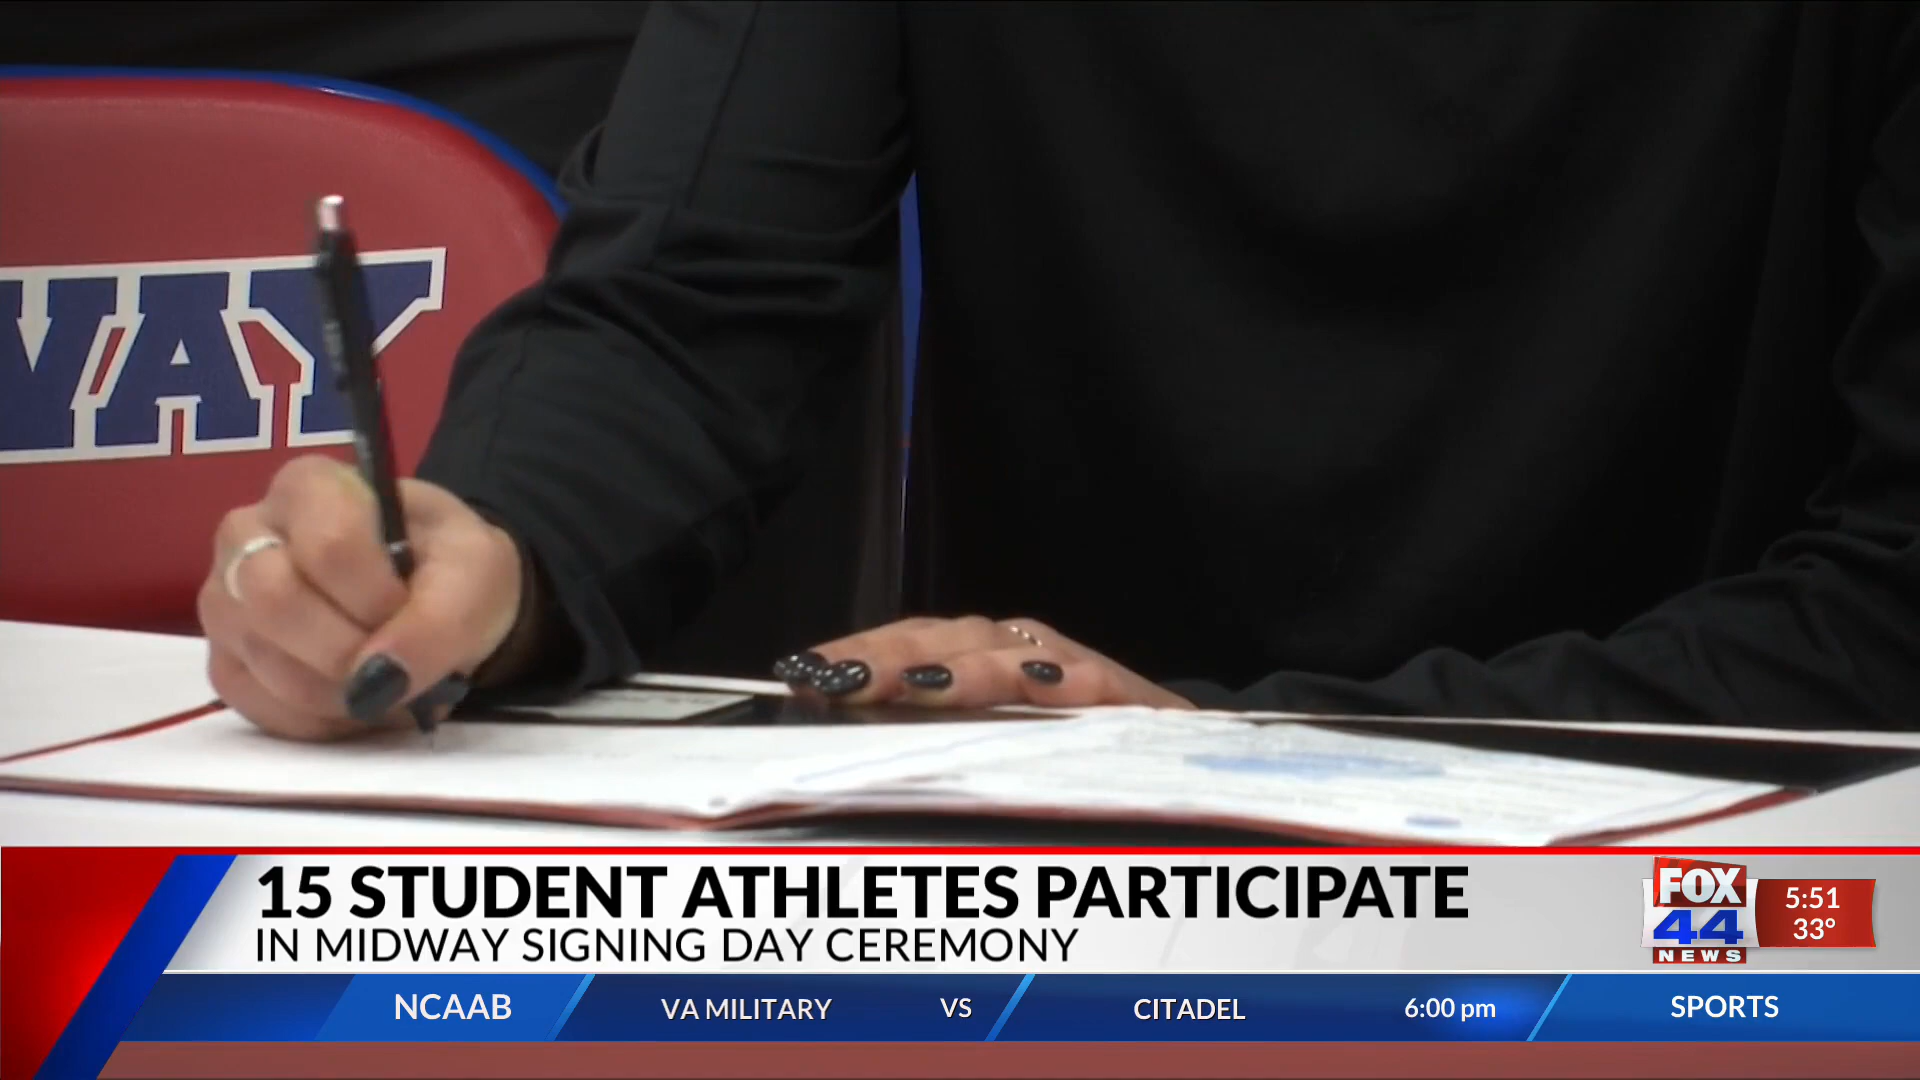 WAY
15 STUDENT ATHLETES PARTICIPATE
IN MIDWAY SIGNING DAY CEREMONY
FOX
44
NEWS
5:51
33°
NCAAB VA MILITARY VS CITADEL 6:00 pm SPORTS